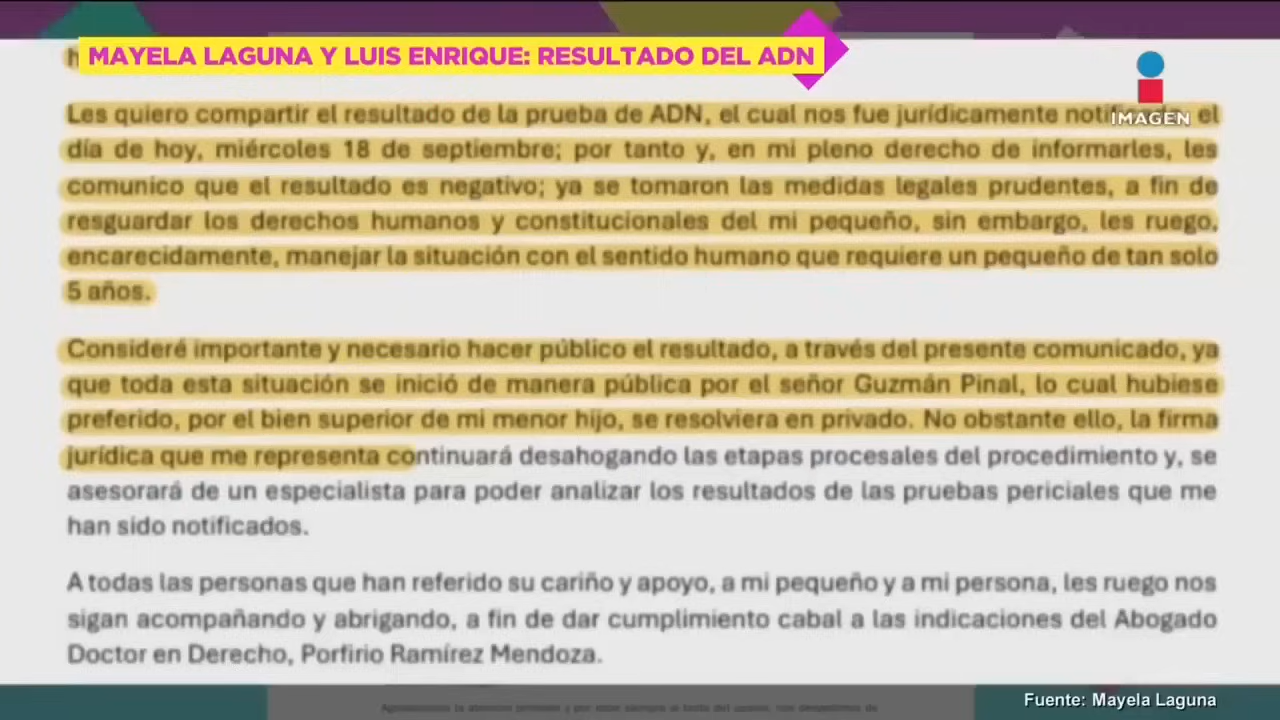 MAYELA LAGUNA Y LUIS ENRIQUE: RESULTADO DEL ADN
IMAGEN
Les quiero compartir el resultado de la prueba de ADN, el cual nos fue jurídicamente el
día de hoy, miércoles 18 de septiembre; por tanto y, en mi pleno derecho de informarles, les
comunico que el resultado es negativo; ya se tomaron las medidas legales prudentes, a fin de
resguardar los derechos humanos y constitucionales del mi pequeño, sin embargo, les ruego,
encarecidamente, manejar la situación con el sentido humano que requiere un pequeño de tan solo
5 años.
Consideré importante y necesario hacer público el resultado, a través del presente comunicado, ya
que toda esta situación se inició de manera pública por el señor Guzmán Pinal, lo cual hubiese
preferido, por el bien superior de mi menor hijo, se resolviera en privado. No obstante ello, la firma
jurídica que me representa continuará desahogando las etapas procesales del procedimiento y, se
asesorará de un especialista para poder analizar los resultados de las pruebas periciales que me
han sido notificados.
A todas las personas que han referido su cariño y apoyo, a mi pequeño y a mi persona, les ruego nos
sigan acompañando y abrigando, a fin de dar cumplimiento cabal a las indicaciones del Abogado
Doctor en Derecho, Porfirio Ramírez Mendoza.
Fuente: Mayela Laguna